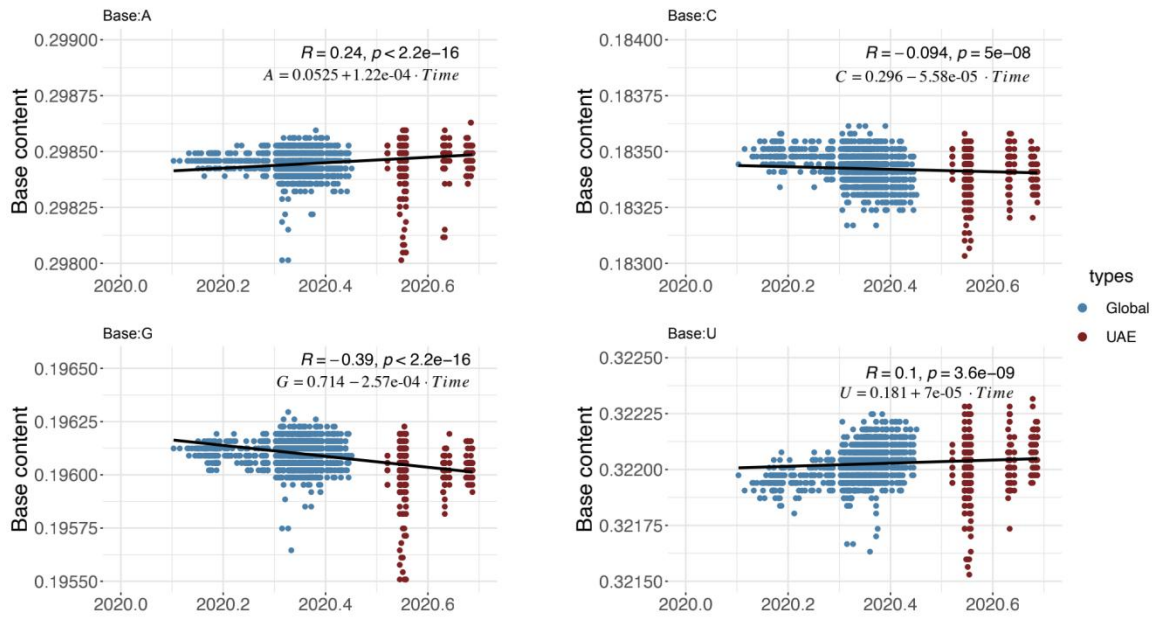 Base:A
R = 0.24, p < 2.2e−16
A = 0.0525 + 1.22e-04 · Time
Base content
0.29900
0.29875
0.29850
0.29825
0.29800
2020.0 2020.2 2020.4 2020.6
Base:C
R = −0.094, p = 5e−08
C = 0.296 − 5.58e-05 · Time
Base content
0.18400
0.18375
0.18350
0.18325
0.18300
2020.0 2020.2 2020.4 2020.6
Base:G
R = −0.39, p < 2.2e−16
G = 0.714 − 2.57e-04 · Time
Base content
0.19650
0.19625
0.19600
0.19575
0.19550
2020.0 2020.2 2020.4 2020.6
Base:U
R = 0.1, p = 3.6e−09
U = 0.181 + 7e-05 · Time
Base content
0.32250
0.32225
0.32200
0.32175
0.32150
2020.0 2020.2 2020.4 2020.6
types
Global
UAE